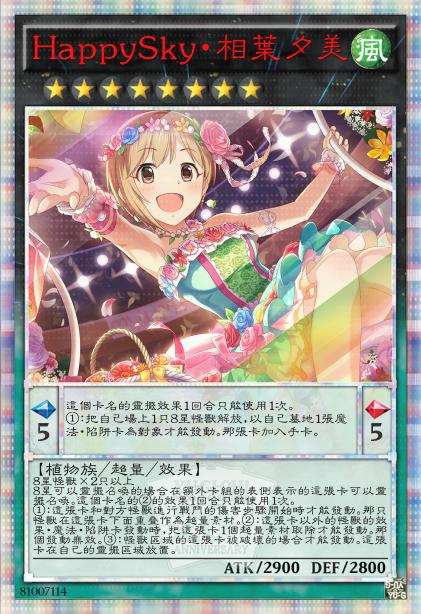 HappySky・相葉夕美
風
這個卡名的靈擺效果1回合只能使用1次。
①:把自己場上1只8星怪獸解放,以自己墓地1張魔
法・陷阱卡為對象才能發動。那張卡加入手卡。
5
5
【植物族/超量/效果】
8星怪獸×2只以上
8星可以靈擺召喚的場合在額外卡組的表側表示的這張卡可以靈
擺召喚。這個卡名的②的效果1回合只能使用1次。
①:這張卡和對方怪獸進行戰鬥的傷害步驟開始時才能發動。那只
怪獸在這張卡下面重疊作為超量素材。②:這張卡以外的怪獸的效
果・魔法・陷阱卡發動時,把這張卡1個超量素材取除才能發動。那
個發動無效。③:怪獸區域的這張卡被破壞的場合才能發動。這張
卡在自己的靈擺區域放置。
ANNIVERSARY
ATK/2900 DEF/2800
81007114